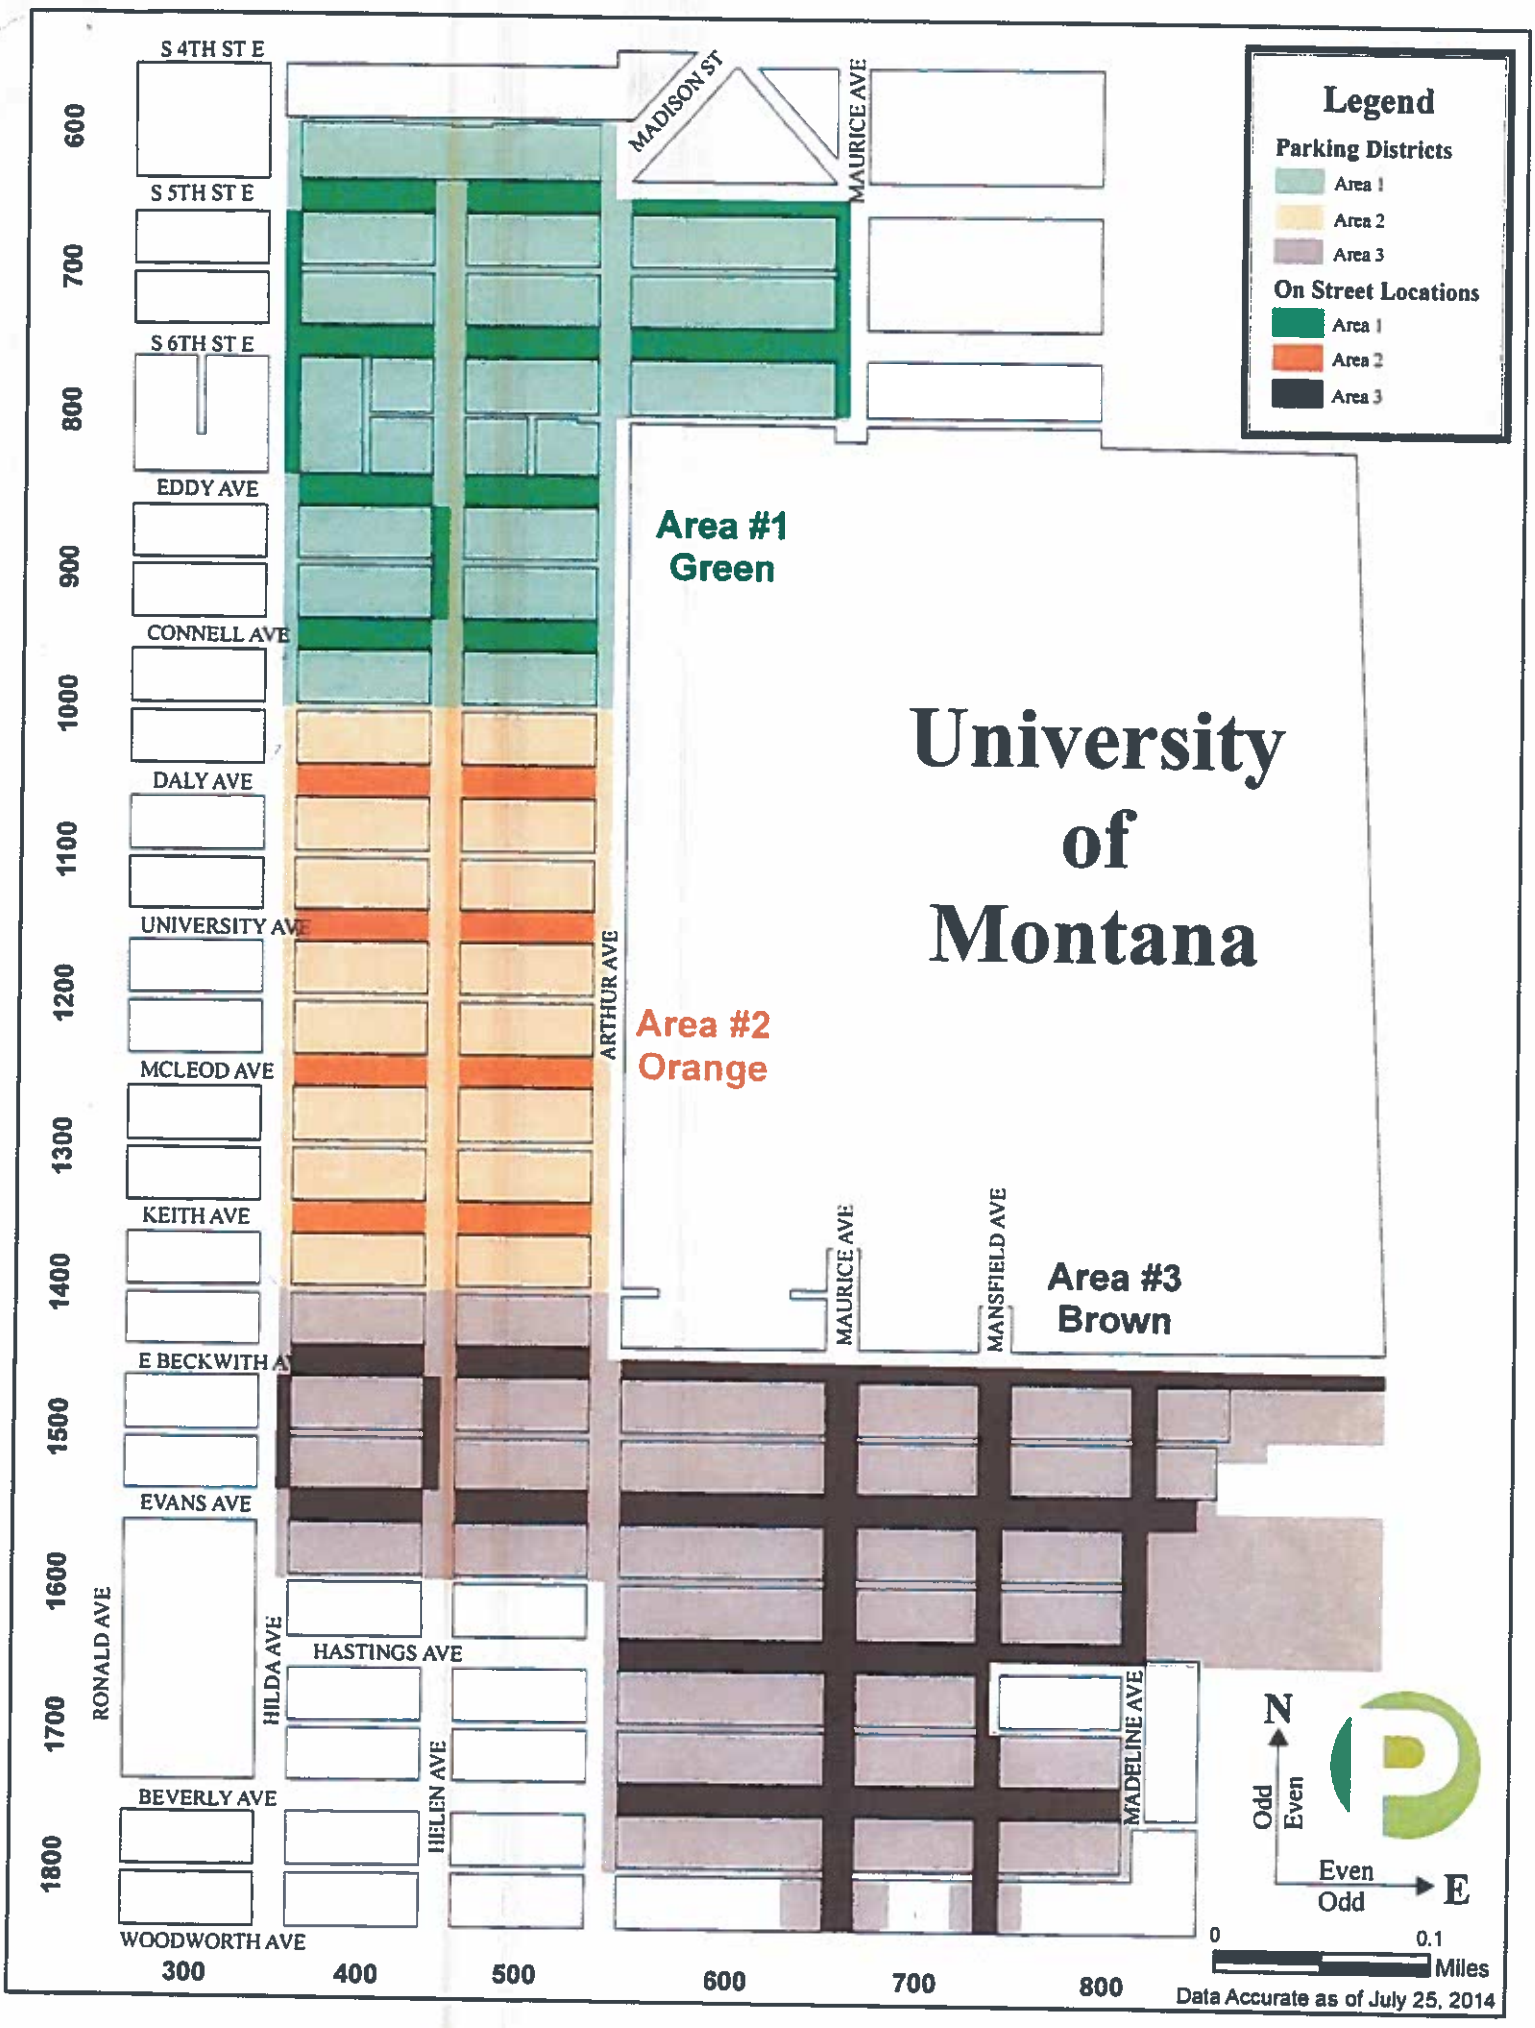 S 4TH ST E
MADISON ST
MAURICE AVE
600
S 5TH ST E
700
S 6TH ST E
800
EDDY AVE
900
CONNELL AVE
1000
DALY AVE
1100
UNIVERSITY AVE
1200
MCLEOD AVE
1300
KEITH AVE
1400
E BECKWITH AV
1500
EVANS AVE
1600
HASTINGS AVE
1700
BEVERLY AVE
1800
WOODWORTH AVE
RONALD AVE
HILDA AVE
HELEN AVE
ARTHUR AVE
MAURICE AVE
MANSFIELD AVE
MADELINE AVE
Legend
Parking Districts
Area 1
Area 2
Area 3
On Street Locations
Area 1
Area 2
Area 3
Area #1
Green
University
of
Montana
Area #2
Orange
Area #3
Brown
N
Odd
Even
Even
Odd
E
P
0 0.1
Miles
300 400 500 600 700 800
Data Accurate as of July 25, 2014